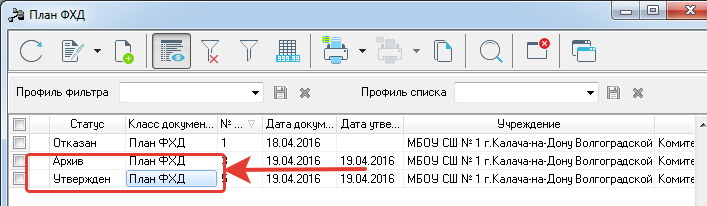 План ФХД
Профиль фильтра Профиль списка
Статус Класс докумен... № ... Дата докум... Дата утве... Учреждение
Отказан План ФХД 1 18.04.2016 МБОУ СШ № 1 г.Калача-на-Дону Волгоградской Комите
Архив План ФХД 19.04.2016 19.04.2016 МБОУ СШ № 1 г.Калача-на-Дону Волгоградской Комите
Утвержден План ФХД 19.04.2016 19.04.2016 МБОУ СШ № 1 г.Калача-на-Дону Волгоградской Комите